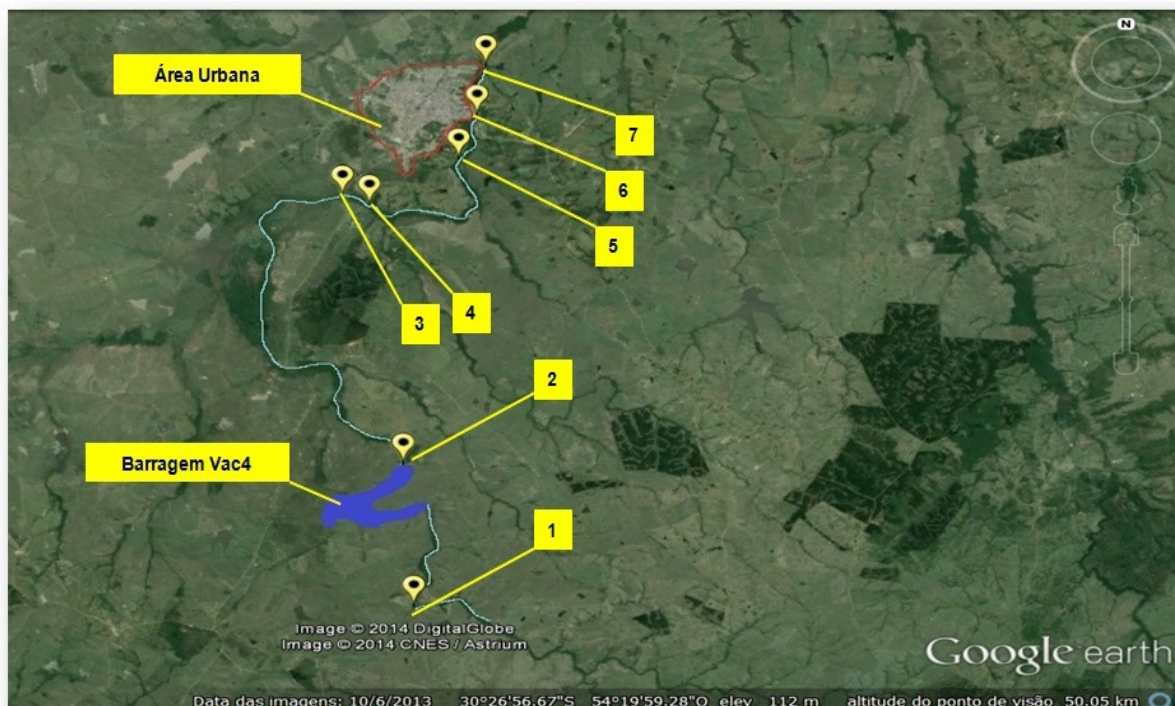 N
Área Urbana
7
6
5
4
3
2
Barragem Vac4
1
Image © 2014 DigitalGlobe
Image © 2014 CNES / Astrium
Google earth
Data das imagens: 10/6/2013 30°26'56.67"S 54°19'59.28"O elev 112 m altitude do ponto de visão 50.05 km